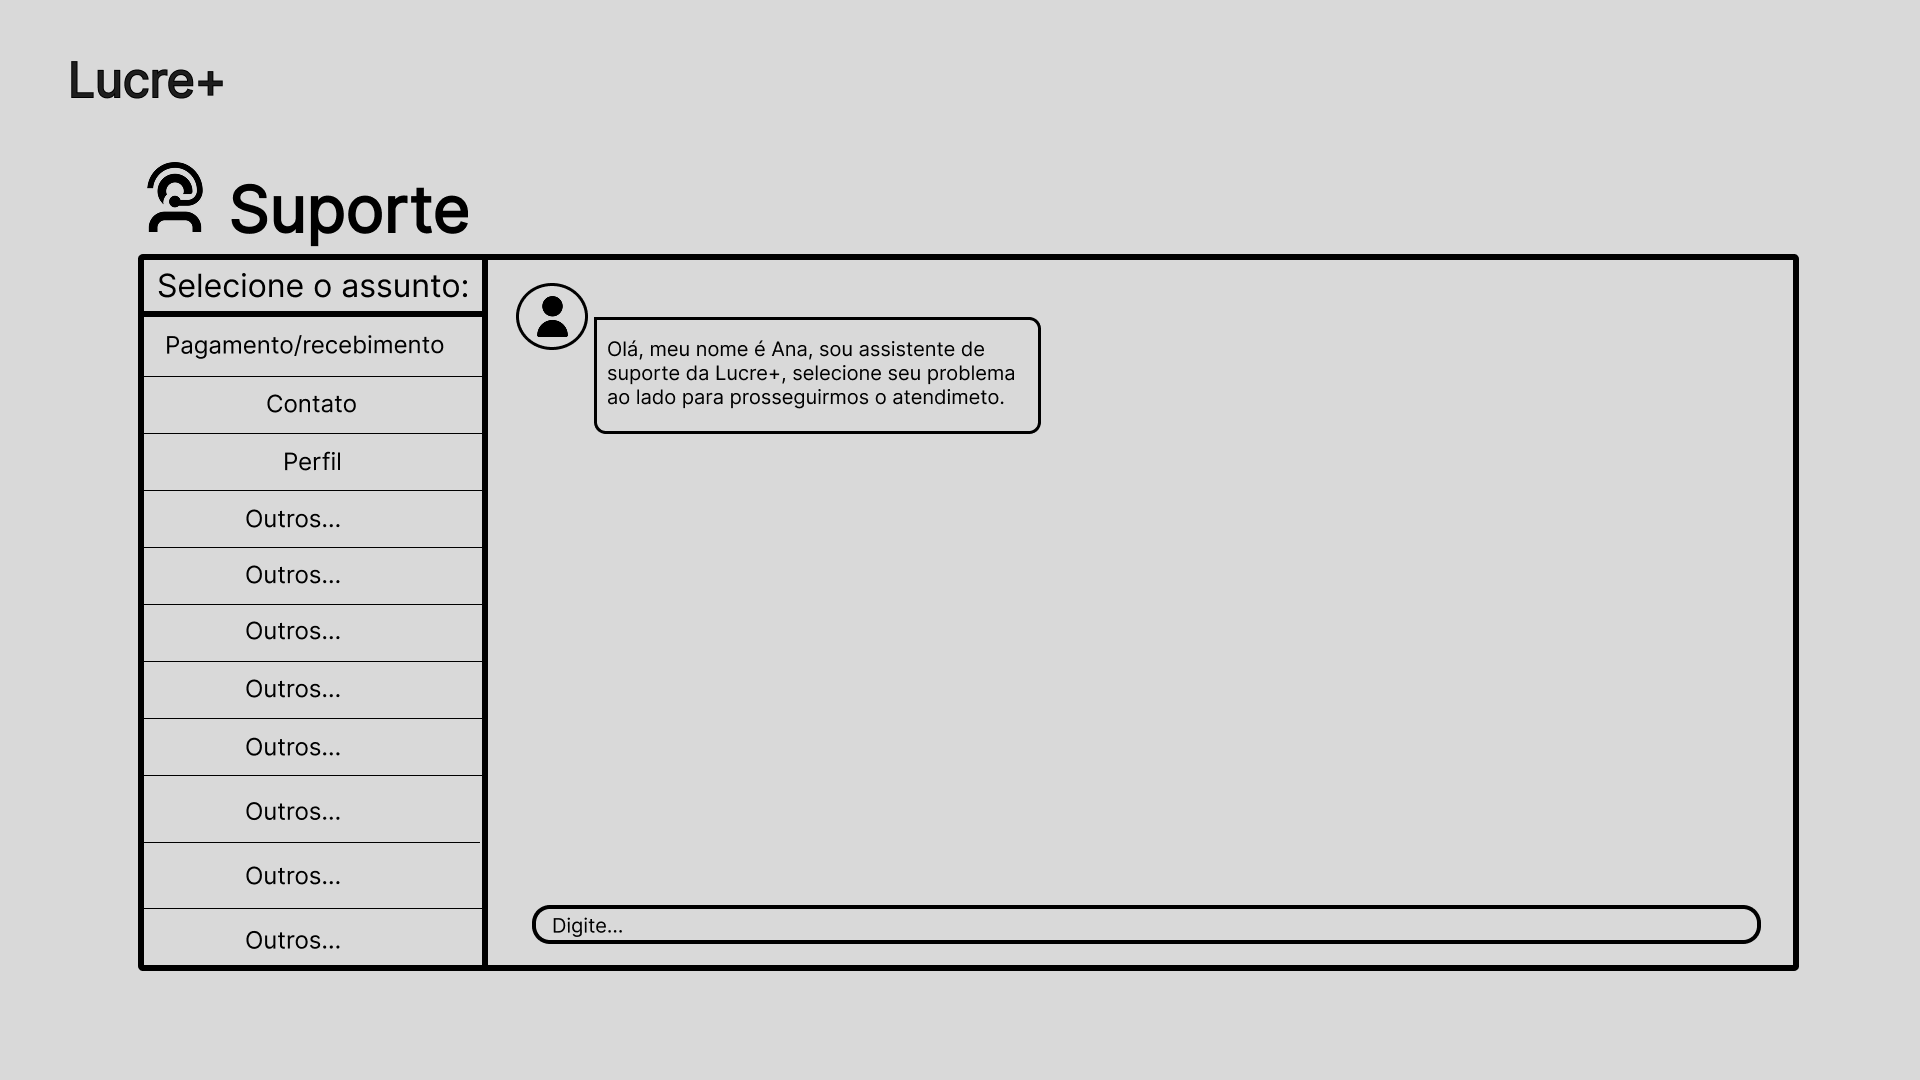 Lucre+
Suporte
Selecione o assunto:
Pagamento/recebimento
Contato
Perfil
Outros...
Outros...
Outros...
Outros...
Outros...
Outros...
Outros...
Outros...
Olá, meu nome é Ana, sou assistente de
suporte da Lucre+, selecione seu problema
ao lado para prosseguirmos o atendimeto.
Digite...